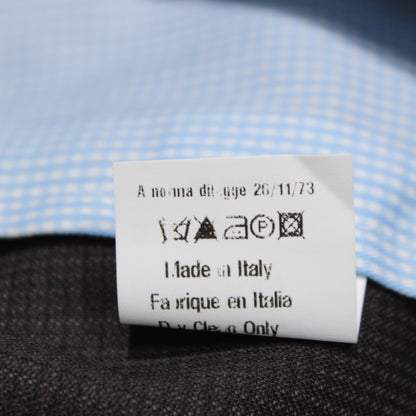 A norma di legge 26/11/73
Made in Italy
Fabrique en Italia
Dry Clean Only